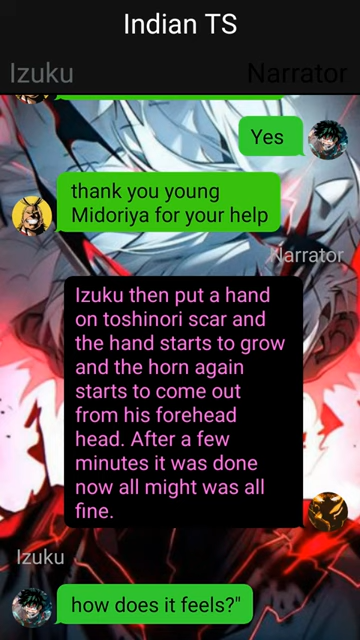 Indian TS
Izuku
Narrator
Yes
thank you young
Midoriya for your help
Narrator
Izuku then put a hand
on toshinori scar and
the hand starts to grow
and the horn again
starts to come out
from his forehead
head. After a few
minutes it was done
now all might was all
fine.
Izuku
how does it feels?"